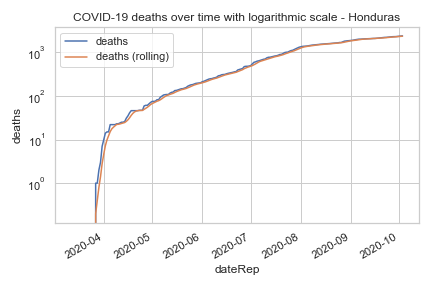 COVID-19 deaths over time with logarithmic scale - Honduras
deaths
deaths (rolling)
10³
10²
10¹
10⁰
deaths
2020-04
2020-05
2020-06
2020-07
2020-08
2020-09
2020-10
dateRep